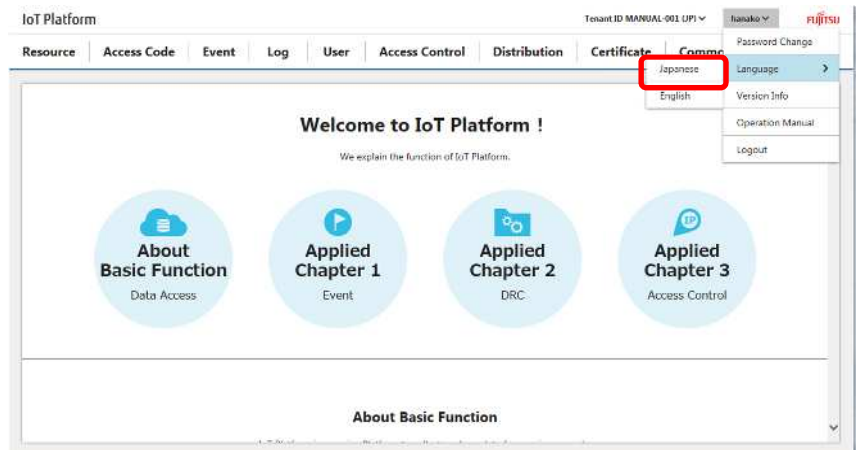 IoT Platform
Tenant ID MANUAL-001 (JP)
hanako
FUJITSU
Resource Access Code Event Log User Access Control Distribution Certificate Commo
Password Change
Japanese
Language
English
Version Info
Operation Manual
Logout
Welcome to IoT Platform !
We explain the function of IoT Platform.
IP
About
Basic Function
Data Access
Applied
Chapter 1
Event
Applied
Chapter 2
DRC
Applied
Chapter 3
Access Control
About Basic Function